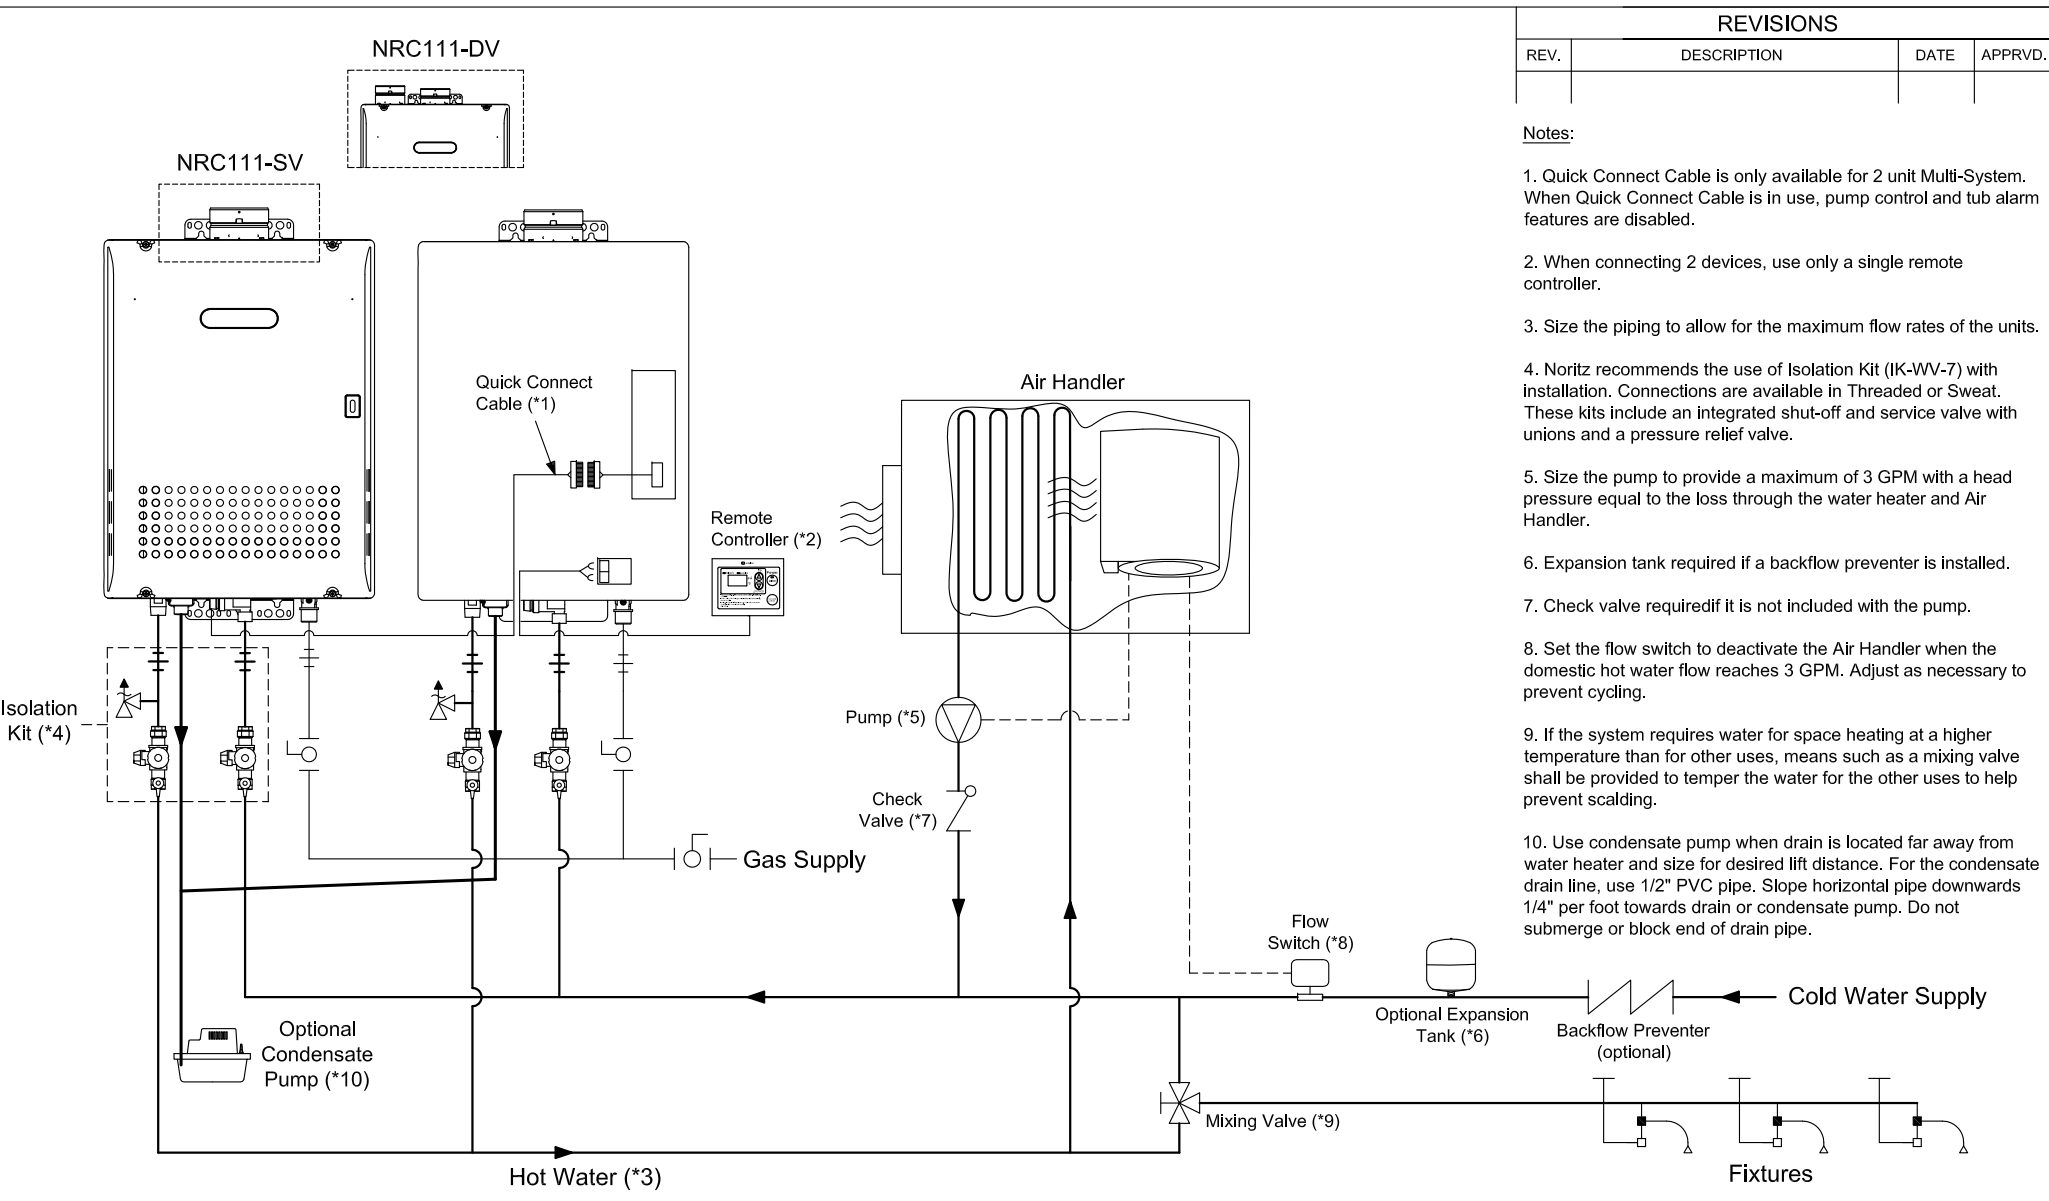 REVISIONS
REV. DESCRIPTION DATE APPRVD.
NRC111-DV
NRC111-SV
Quick Connect
Cable (*1)
Remote
Controller (*2)
Air Handler
Isolation
Kit (*4)
Pump (*5)
Check
Valve (*7)
Gas Supply
Flow
Switch (*8)
Optional Expansion
Tank (*6)
Backflow Preventer
(optional)
Cold Water Supply
Optional
Condensate
Pump (*10)
Mixing Valve (*9)
Hot Water (*3)
Fixtures
Notes:
1. Quick Connect Cable is only available for 2 unit Multi-System.
When Quick Connect Cable is in use, pump control and tub alarm
features are disabled.
2. When connecting 2 devices, use only a single remote
controller.
3. Size the piping to allow for the maximum flow rates of the units.
4. Noritz recommends the use of Isolation Kit (IK-WV-7) with
installation. Connections are available in Threaded or Sweat.
These kits include an integrated shut-off and service valve with
unions and a pressure relief valve.
5. Size the pump to provide a maximum of 3 GPM with a head
pressure equal to the loss through the water heater and Air
Handler.
6. Expansion tank required if a backflow preventer is installed.
7. Check valve requiredif it is not included with the pump.
8. Set the flow switch to deactivate the Air Handler when the
domestic hot water flow reaches 3 GPM. Adjust as necessary to
prevent cycling.
9. If the system requires water for space heating at a higher
temperature than for other uses, means such as a mixing valve
shall be provided to temper the water for the other uses to help
prevent scalding.
10. Use condensate pump when drain is located far away from
water heater and size for desired lift distance. For the condensate
drain line, use 1/2" PVC pipe. Slope horizontal pipe downwards
1/4" per foot towards drain or condensate pump. Do not
submerge or block end of drain pipe.